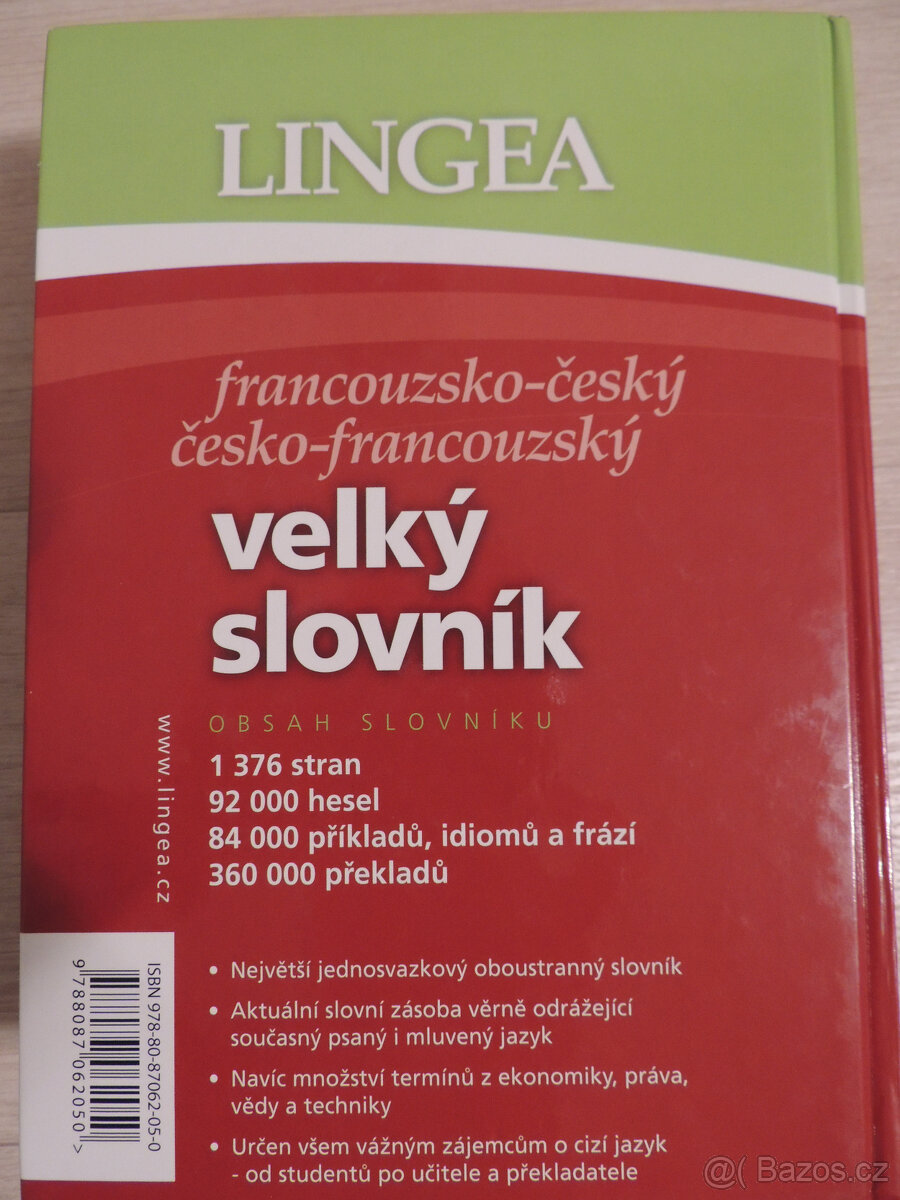 LINGEA
francouzsko-český
česko-francouzský
velký
slovník
OBSAH SLOVNÍKU
1 376 stran
92 000 hesel
84 000 příkladů, idiomů a frází
360 000 překladů
www.lingea.cz
• Největší jednosvazkový oboustranný slovník
• Aktuální slovní zásoba věrně odrážející
současný psaný i mluvený jazyk
• Navíc množství termínů z ekonomiky, práva,
vědy a techniky
• Určen všem vážným zájemcům o cizí jazyk
- od studentů po učitele a překladatele
ISBN 978-80-87062-05-0
9 788087 062050 >
@( Bazos.cz